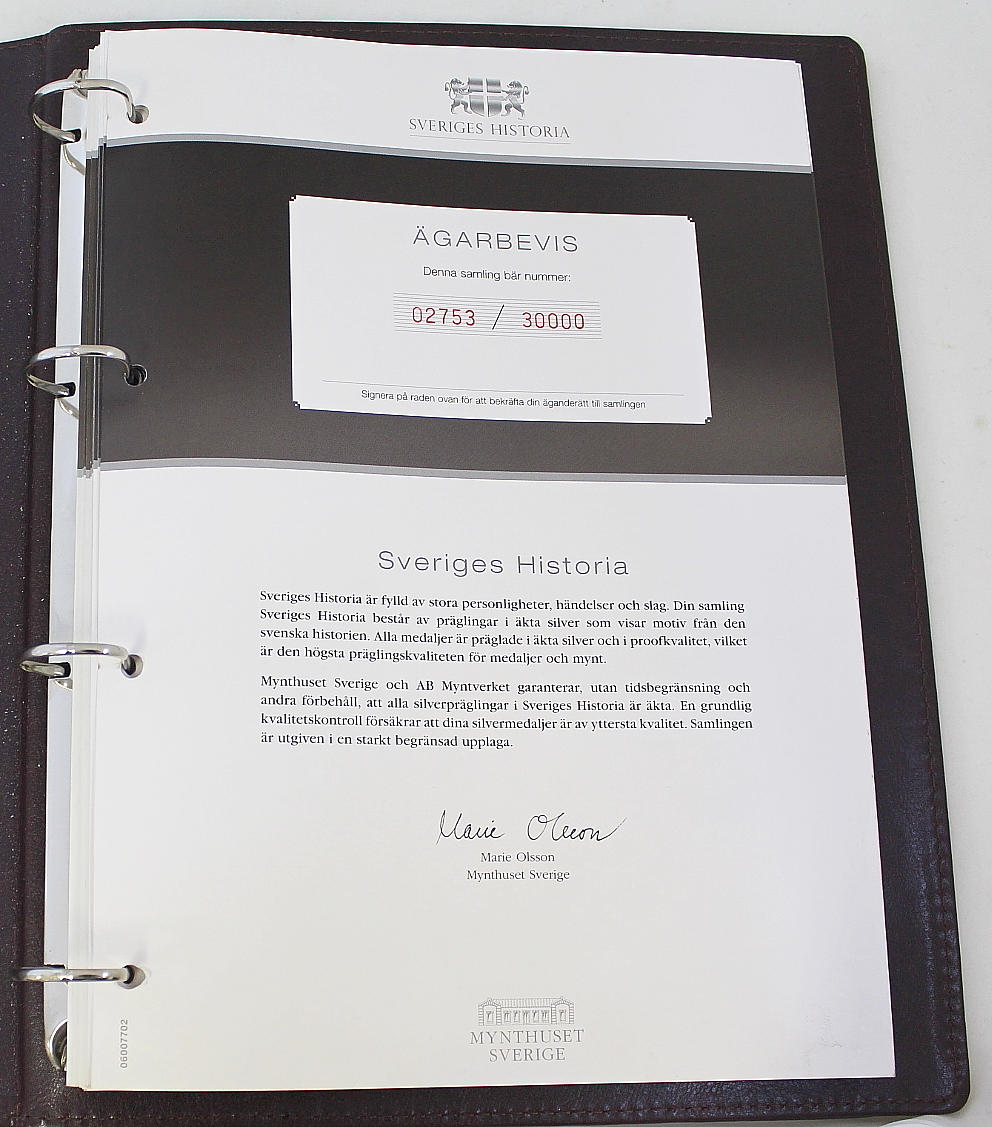 SVERIGES HISTORIA
ÄGARBEVIS
Denna samling bär nummer:
02753 / 30000
Signera på raden ovan för att bekräfta din äganderätt till samlingen
Sveriges Historia
Sveriges Historia är fylld av stora personligheter, händelser och slag. Din samling
Sveriges Historia består av präglingar i äkta silver som visar motiv från den
svenska historien. Alla medaljer är präglade i äkta silver och i proofkvalitet, vilket
är den högsta präglingskvaliteten för medaljer och mynt.
Mynthuset Sverige och AB Myntverket garanterar, utan tidsbegränsning och
andra förbehåll, att alla silverpräglingar i Sveriges Historia är äkta. En grundlig
kvalitetskontroll försäkrar att dina silvermedaljer är av yttersta kvalitet. Samlingen
är utgiven i en starkt begränsad upplaga.
Marie Olsson
Marie Olsson
Mynthuset Sverige
MYNTHUSET
SVERIGE
06007702